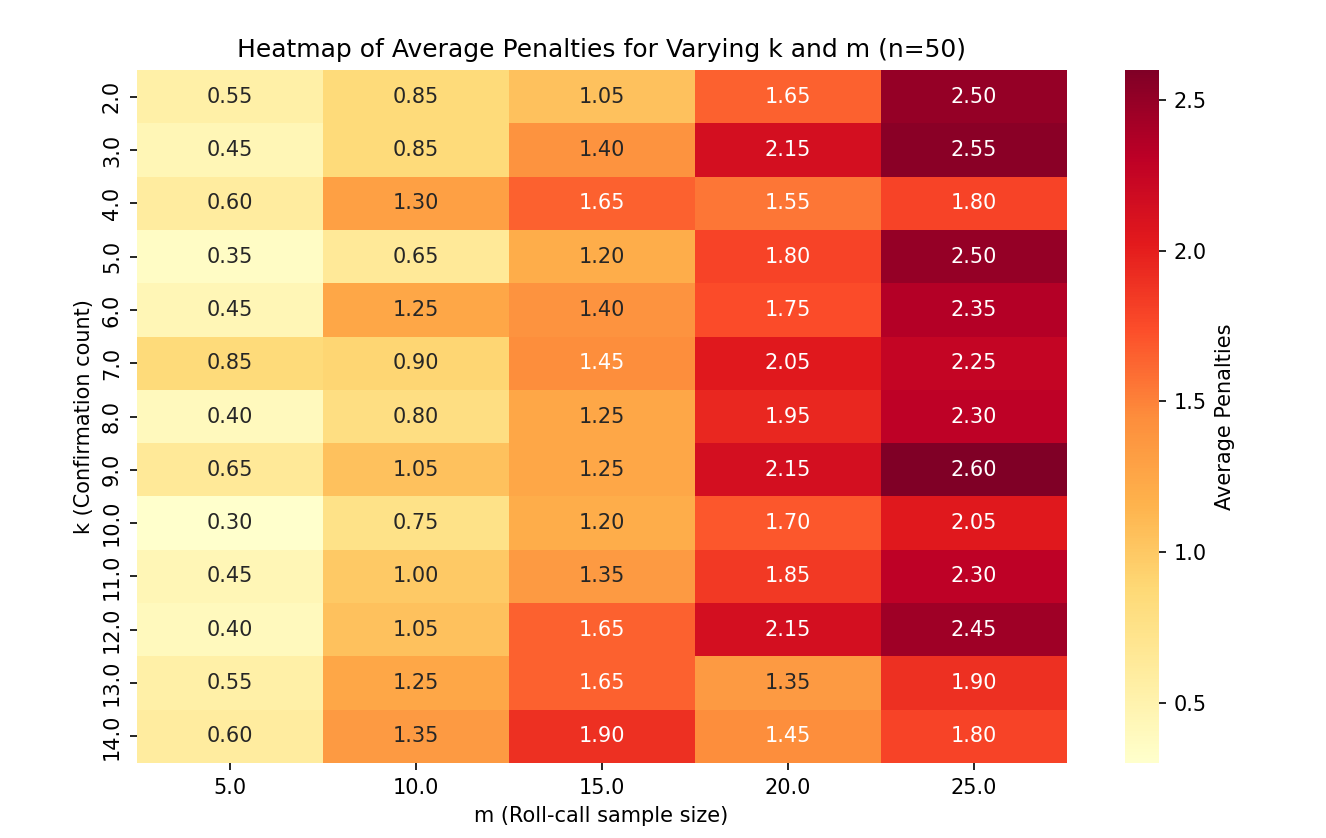 Heatmap of Average Penalties for Varying k and m (n=50)
k (Confirmation count)
2.0 0.55 0.85 1.05 1.65 2.50
3.0 0.45 0.85 1.40 2.15 2.55
4.0 0.60 1.30 1.65 1.55 1.80
5.0 0.35 0.65 1.20 1.80 2.50
6.0 0.45 1.25 1.40 1.75 2.35
7.0 0.85 0.90 1.45 2.05 2.25
8.0 0.40 0.80 1.25 1.95 2.30
9.0 0.65 1.05 1.25 2.15 2.60
10.0 0.30 0.75 1.20 1.70 2.05
11.0 0.45 1.00 1.35 1.85 2.30
12.0 0.40 1.05 1.65 2.15 2.45
13.0 0.55 1.25 1.65 1.35 1.90
14.0 0.60 1.35 1.90 1.45 1.80
5.0 10.0 15.0 20.0 25.0
m (Roll-call sample size)
2.5
2.0
1.5
1.0
0.5
Average Penalties